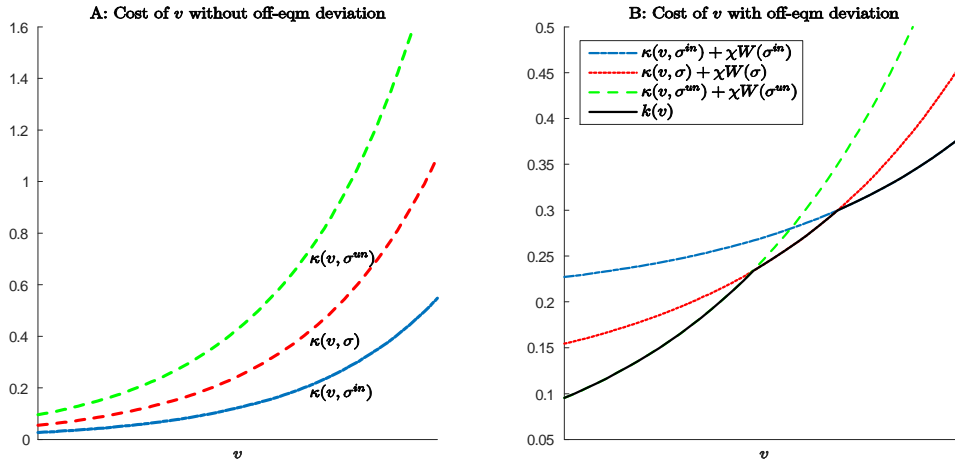 A: Cost of v without off-eqm deviation
1.6
1.4
1.2
1
0.8
0.6
0.4
0.2
0
κ(v, σ^{un})
κ(v, σ)
κ(v, σ^{in})
v
B: Cost of v with off-eqm deviation
0.5
0.45
0.4
0.35
0.3
0.25
0.2
0.15
0.1
0.05
κ(v, σ^{in}) + χW(σ^{in})
κ(v, σ) + χW(σ)
κ(v, σ^{un}) + χW(σ^{un})
k(v)
v